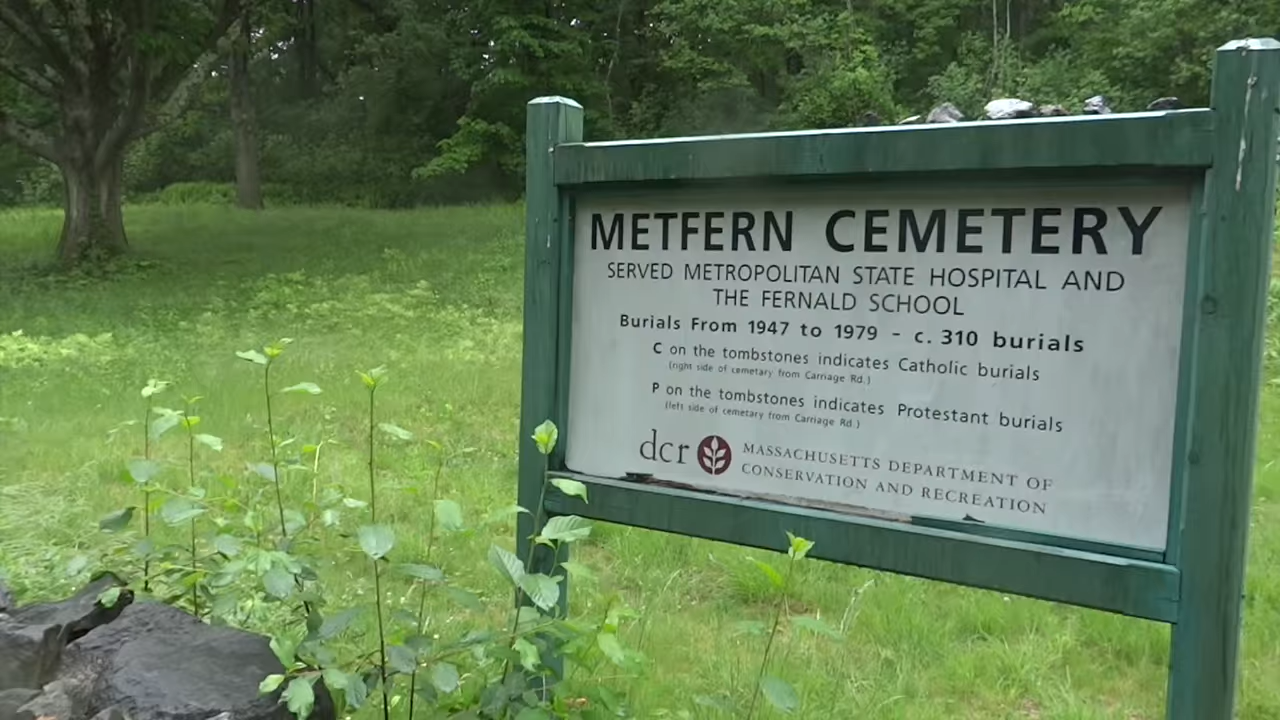 METFERN CEMETERY
SERVED METROPOLITAN STATE HOSPITAL AND
THE FERNALD SCHOOL
Burials From 1947 to 1979 - c. 310 burials
C on the tombstones indicates Catholic burials
(right side of cemetary from Carriage Rd.)
P on the tombstones indicates Protestant burials
(left side of cemetary from Carriage Rd.)
dcr MASSACHUSETTS DEPARTMENT OF
CONSERVATION AND RECREATION